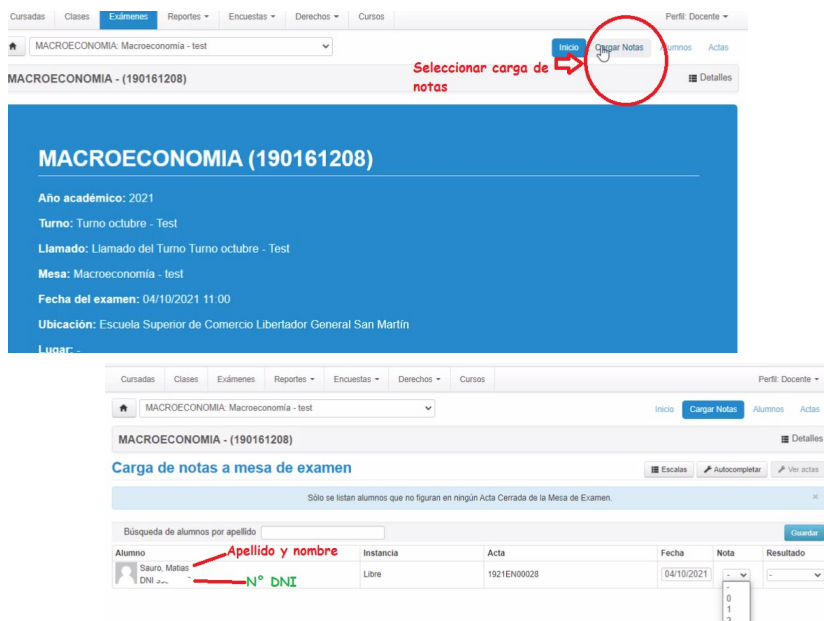 Cursadas Clases Exámenes Reportes Encuestas Derechos Cursos Perfil: Docente
MACROECONOMIA: Macroeconomía - test Inicio Cargar Notas Alumnos Actas
Seleccionar carga de
notas
MACROECONOMIA - (190161208) Detalles
MACROECONOMIA (190161208)
Año académico: 2021
Turno: Turno octubre - Test
Llamado: Llamado del Turno Turno octubre - Test
Mesa: Macroeconomía - test
Fecha del examen: 04/10/2021 11:00
Ubicación: Escuela Superior de Comercio Libertador General San Martín
Lugar: -
Cursadas Clases Exámenes Reportes Encuestas Derechos Cursos Perfil: Docente
MACROECONOMIA: Macroeconomía - test Inicio Cargar Notas Alumnos Actas
MACROECONOMIA - (190161208) Detalles
Carga de notas a mesa de examen Escalas Autocompletar Ver actas
Sólo se listan alumnos que no figuran en ningún Acta Cerrada de la Mesa de Examen. ×
Búsqueda de alumnos por apellido Guardar
Alumno Apellido y nombre Instancia Acta Fecha Nota Resultado
Sauro, Matias Libre 1921EN00028 04/10/2021 - -
DNI N° DNI
-
0
1
2